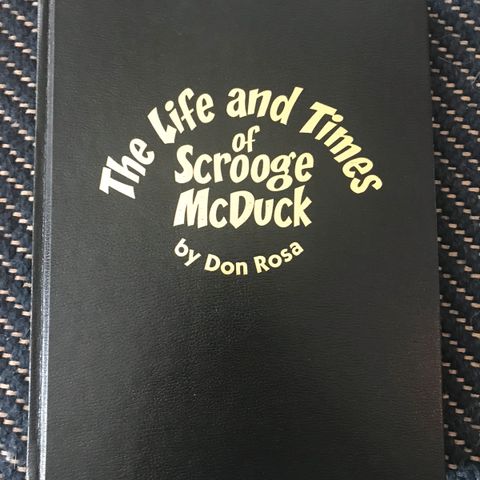 The Life and Times
of
Scrooge
McDuck
by Don Rosa